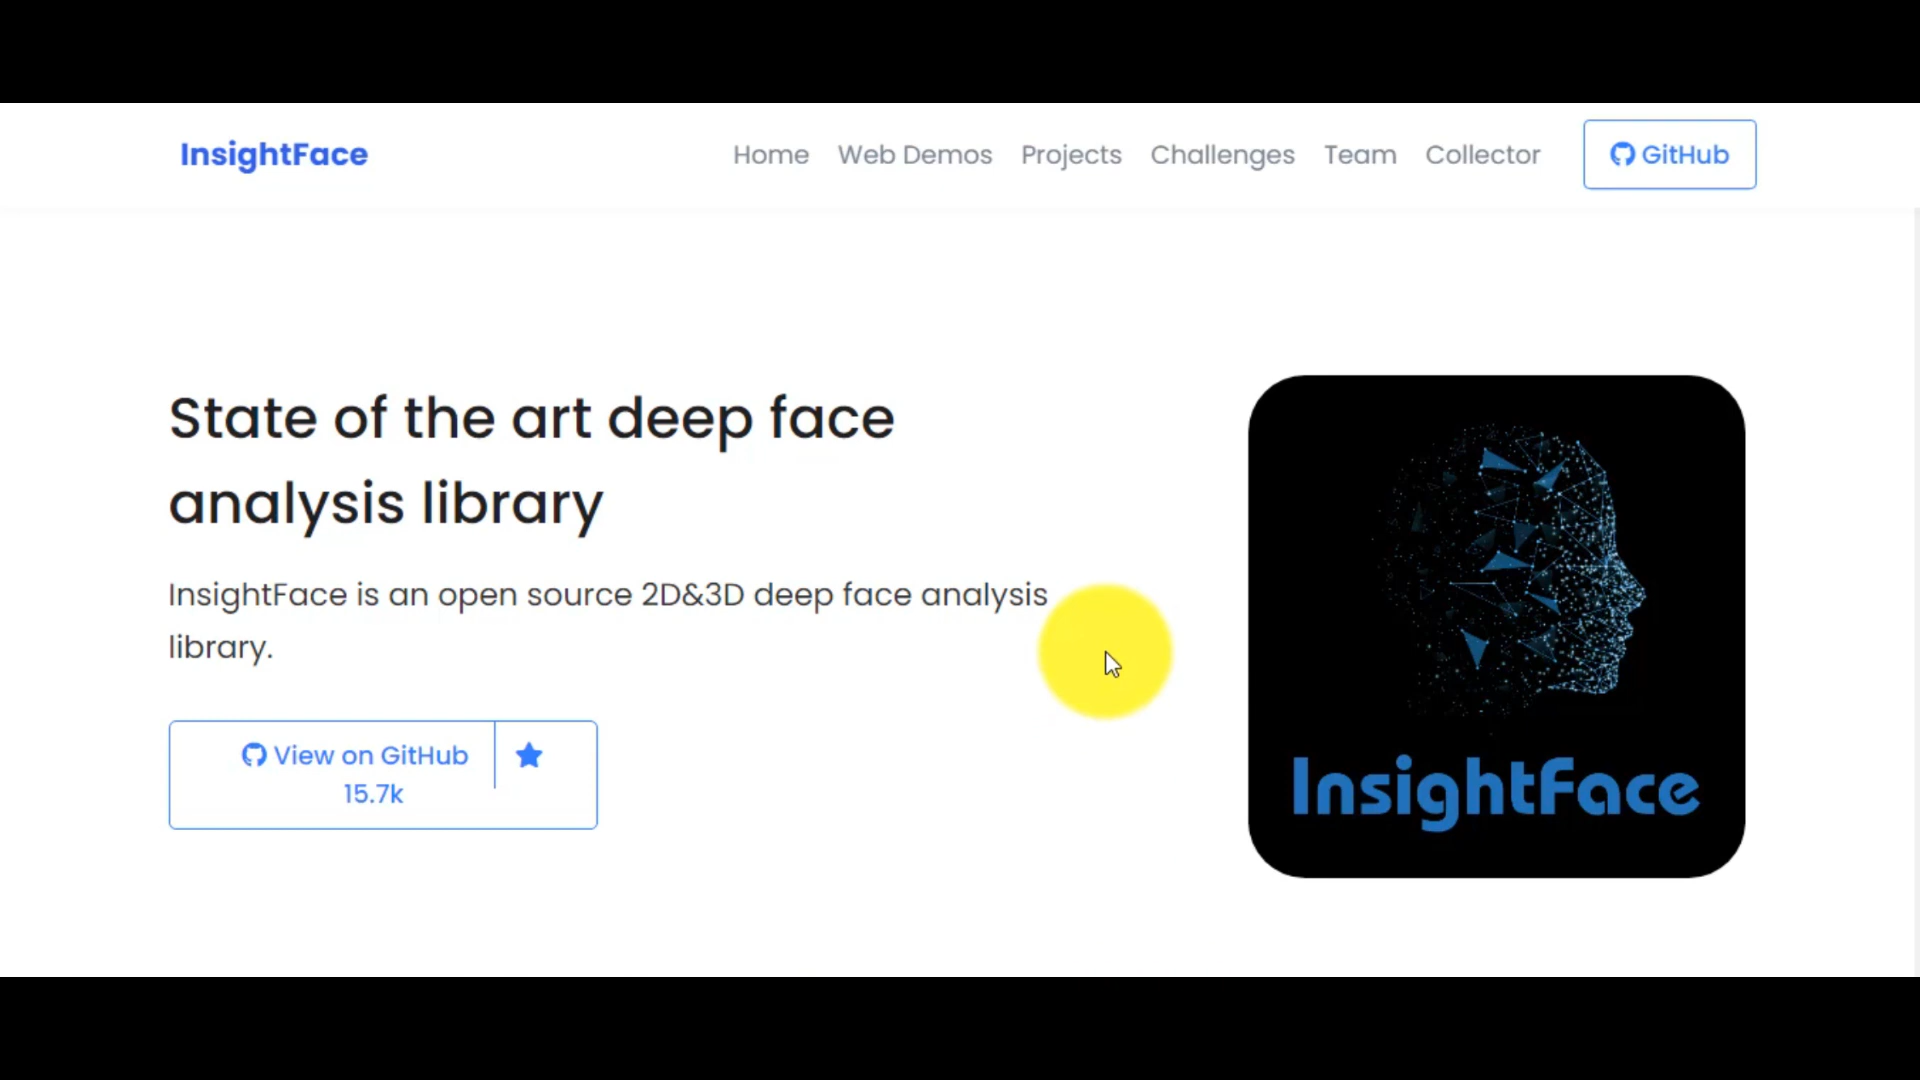 InsightFace
Home Web Demos Projects Challenges Team Collector GitHub
State of the art deep face
analysis library
InsightFace is an open source 2D&3D deep face analysis
library.
View on GitHub
15.7k
InsightFace